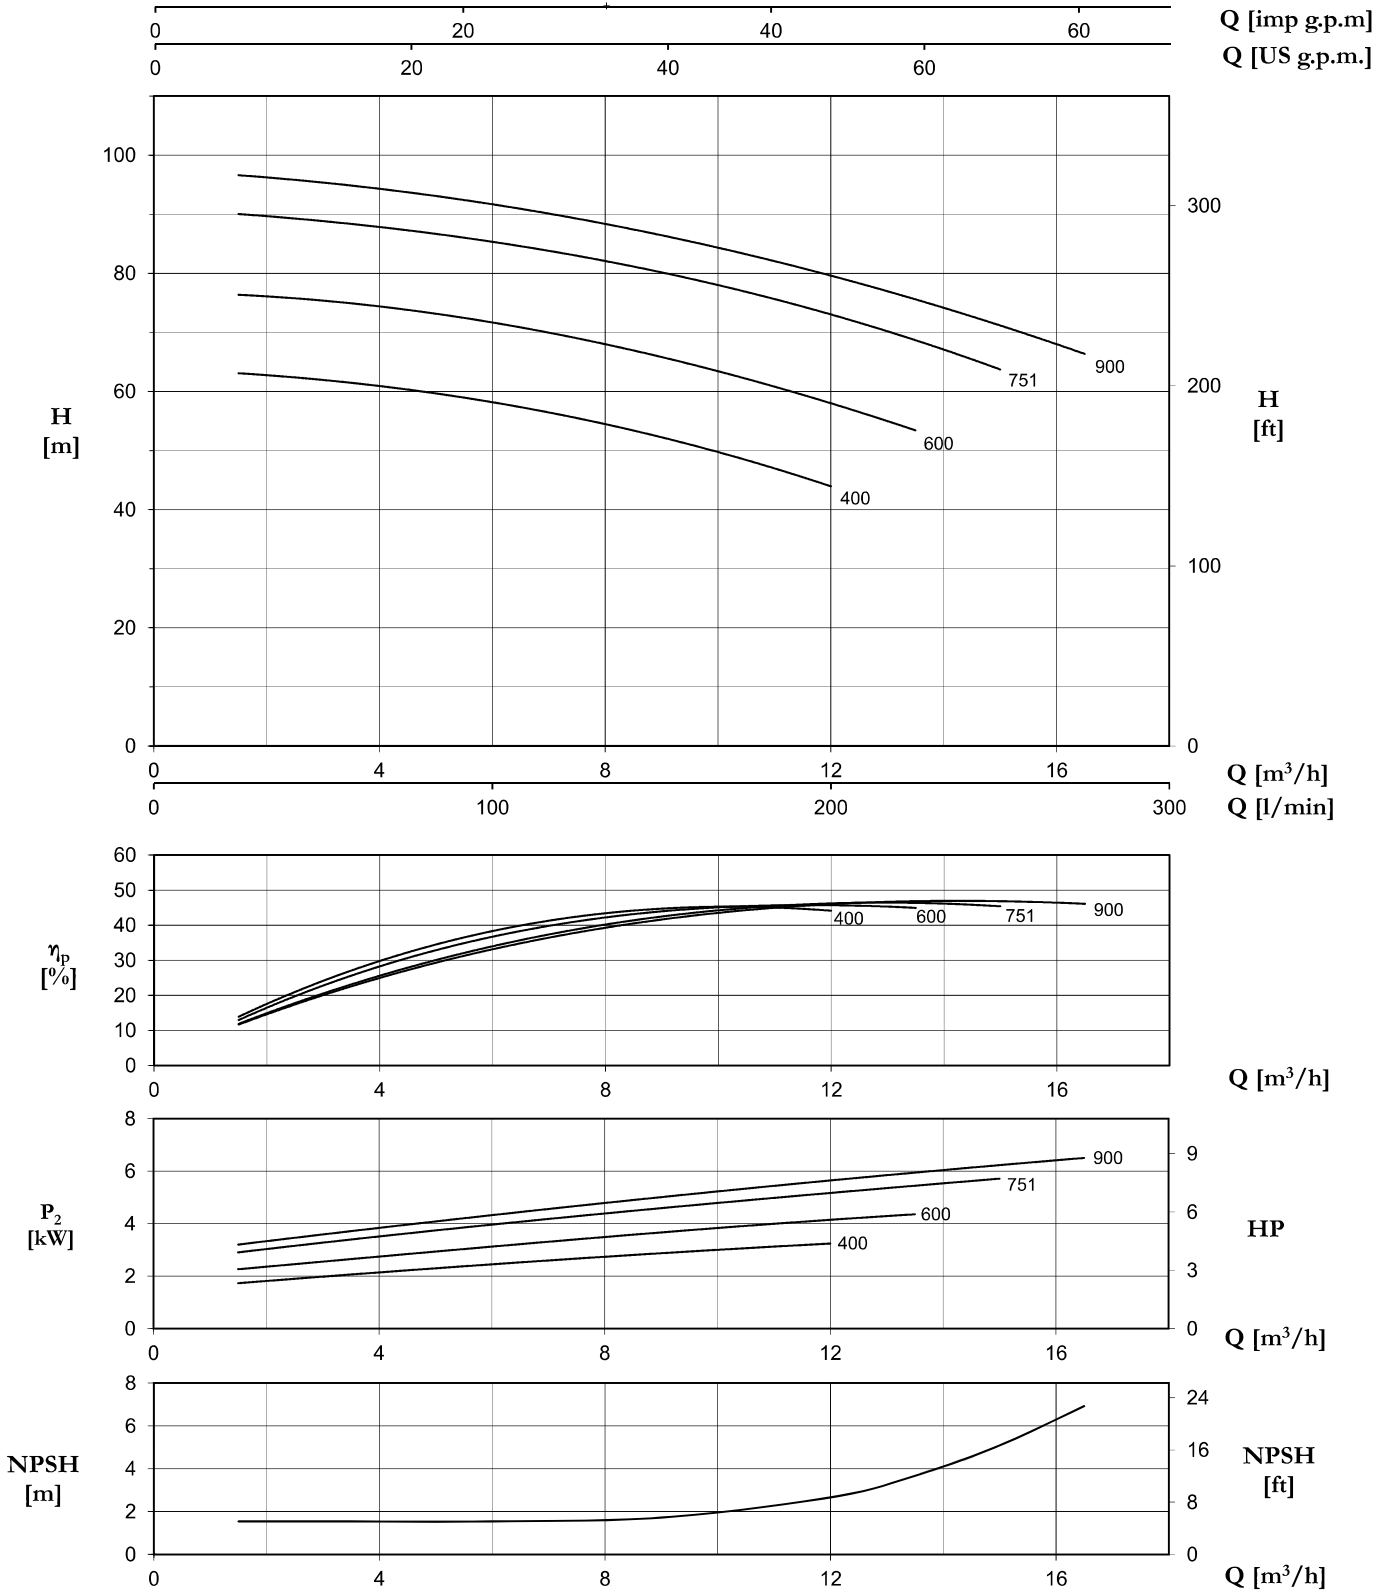 0 20 40 60 Q [imp g.p.m]
0 20 40 60 Q [US g.p.m.]
100
80
60
40
20
0
H
[m]
300
200
100
0
H
[ft]
900
751
600
400
0 4 8 12 16 Q [m³/h]
0 100 200 300 Q [l/min]
60
50
40
30
20
10
0
ηp
[%]
400 600 751 900
0 4 8 12 16 Q [m³/h]
8
6
4
2
0
P₂
[kW]
9
6
3
0
HP
900
751
600
400
0 4 8 12 16 Q [m³/h]
8
6
4
2
0
NPSH
[m]
24
16
8
0
NPSH
[ft]
0 4 8 12 16 Q [m³/h]